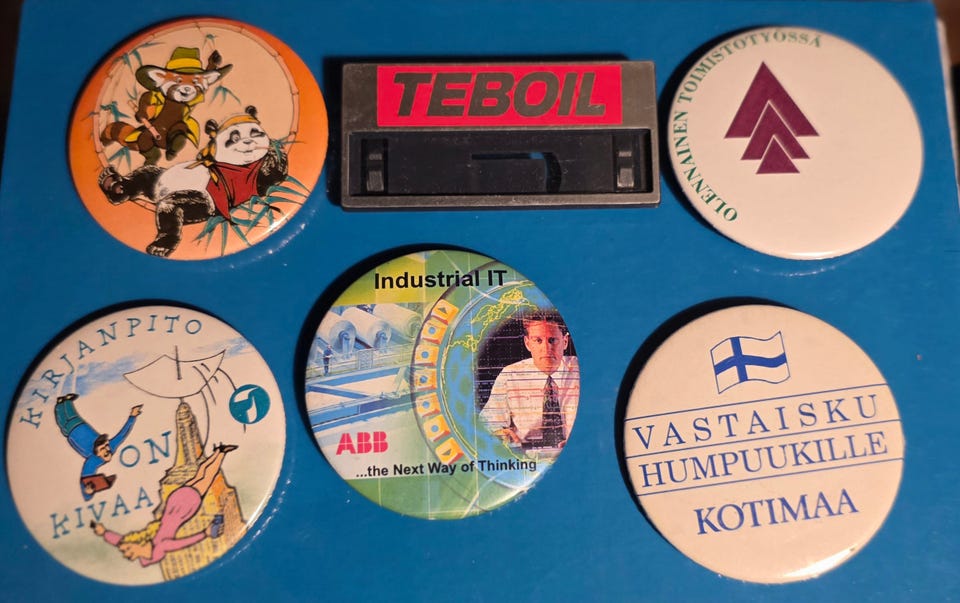 TEBOIL
OLENNAINEN TOIMISTOTYÖSSÄ
KIRJANPITO
ON
KIVAA
Industrial IT
ABB
...the Next Way of Thinking
VASTAISKU
HUMPUUKILLE
KOTIMAA